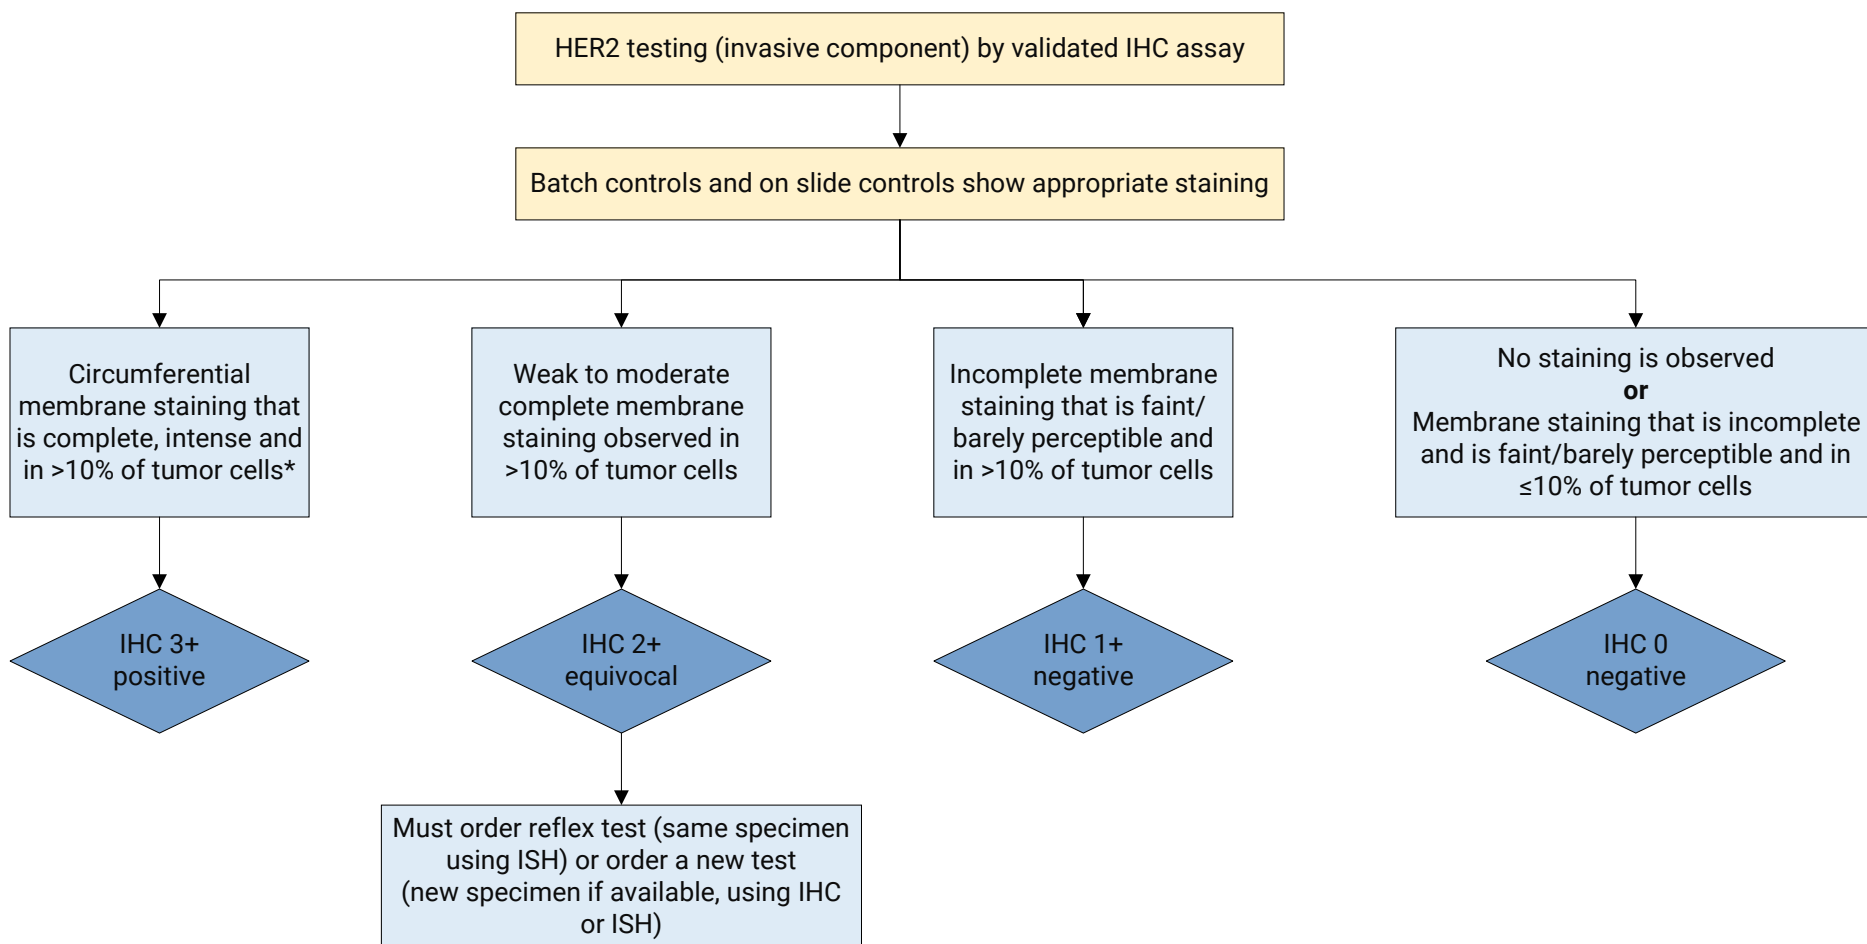 HER2 testing (invasive component) by validated IHC assay
Batch controls and on slide controls show appropriate staining
Circumferential
membrane staining that
is complete, intense and
in >10% of tumor cells*
Weak to moderate
complete membrane
staining observed in
>10% of tumor cells
Incomplete membrane
staining that is faint/
barely perceptible and
in >10% of tumor cells
No staining is observed
or
Membrane staining that is incomplete
and is faint/barely perceptible and in
≤10% of tumor cells
IHC 3+
positive
IHC 2+
equivocal
IHC 1+
negative
IHC 0
negative
Must order reflex test (same specimen
using ISH) or order a new test
(new specimen if available, using IHC
or ISH)